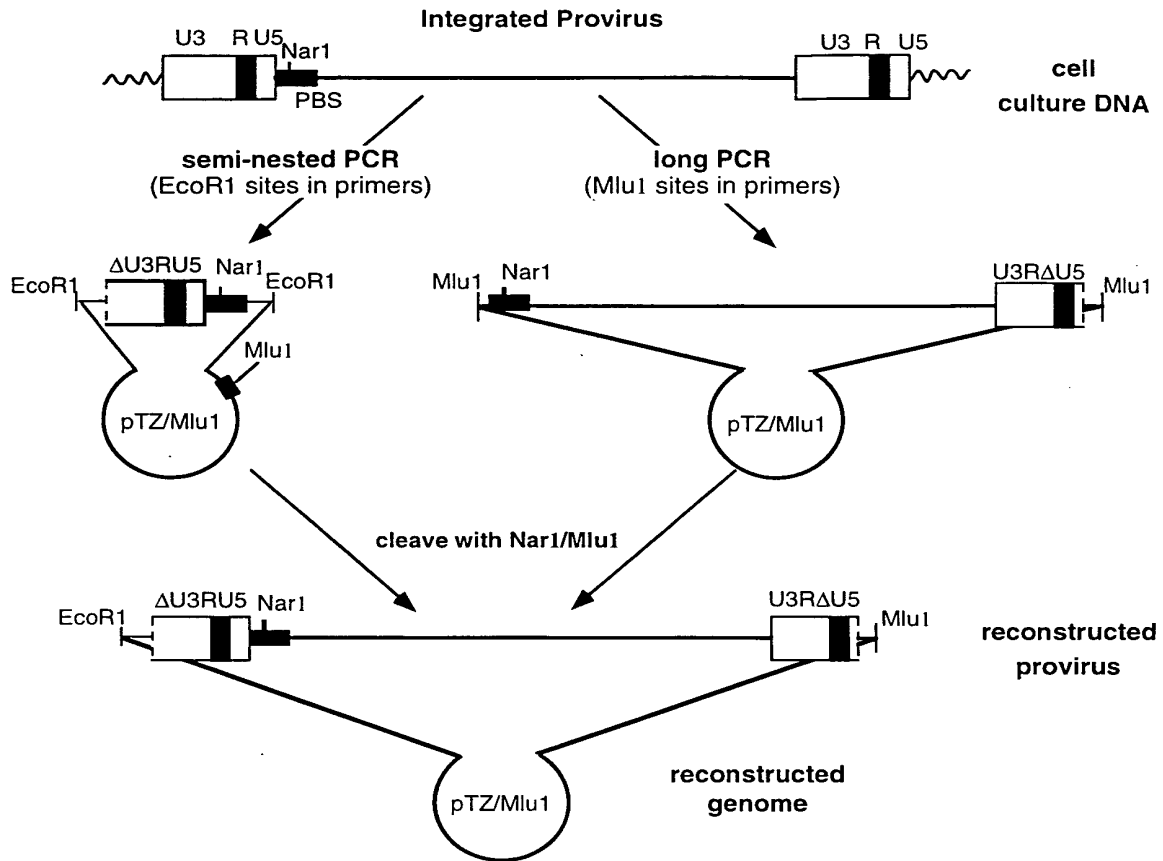 Integrated Provirus
U3 R U5
Nar1
PBS
U3 R U5
cell
culture DNA
semi-nested PCR
(EcoR1 sites in primers)
long PCR
(Mlu1 sites in primers)
ΔU3RU5
EcoR1
Nar1
EcoR1
Mlu1
pTZ/Mlu1
Mlu1
Nar1
U3RΔU5
Mlu1
pTZ/Mlu1
cleave with Nar1/Mlu1
EcoR1
ΔU3RU5
Nar1
U3RΔU5
Mlu1
reconstructed
provirus
pTZ/Mlu1
reconstructed
genome